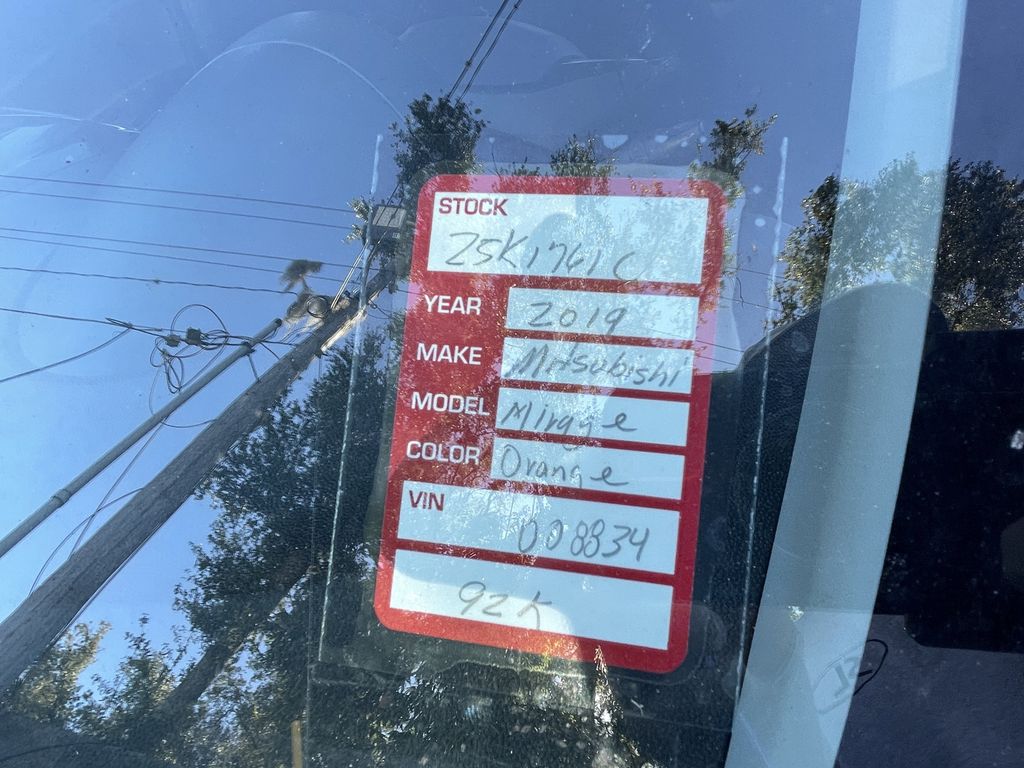 STOCK
25K1761C
YEAR 2019
MAKE Mitsubishi
MODEL Mirage
COLOR Orange
VIN
008834
92K